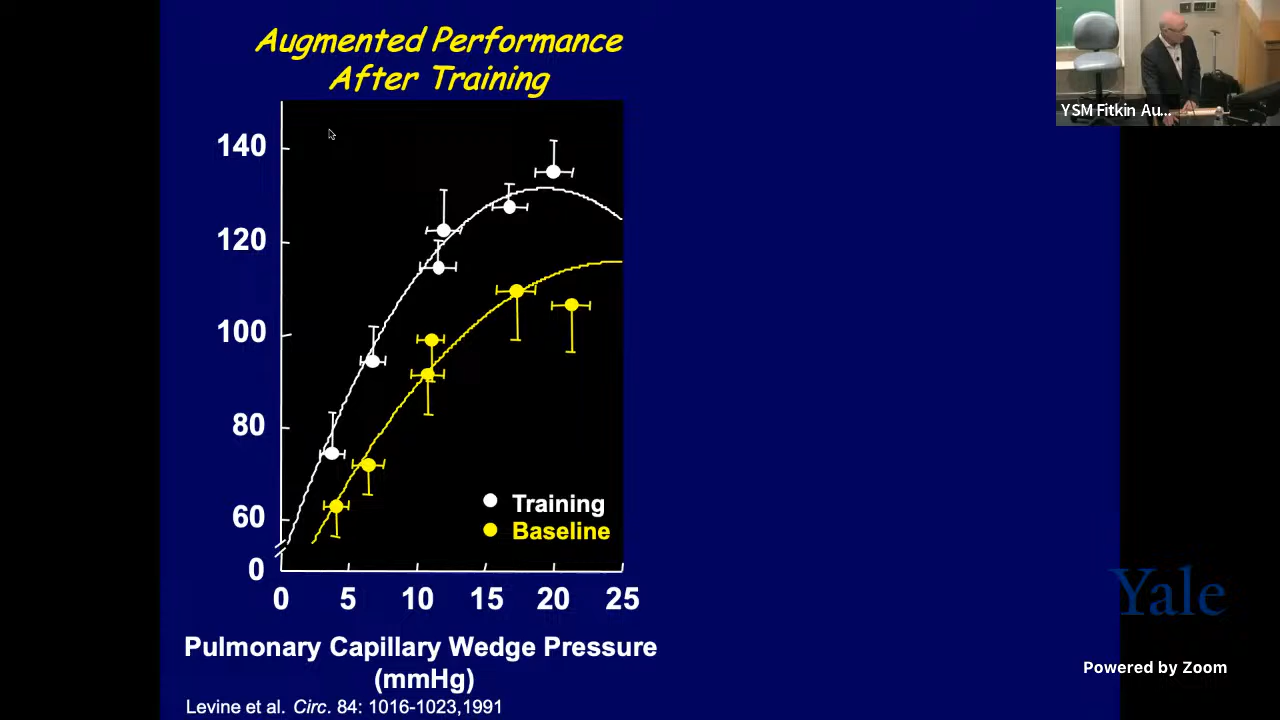 Augmented Performance
After Training
YSM Fitkin Au...
140
120
100
80
60
0
Training
Baseline
0 5 10 15 20 25
Pulmonary Capillary Wedge Pressure
(mmHg)
Levine et al. Circ. 84: 1016-1023,1991
Yale
Powered by Zoom